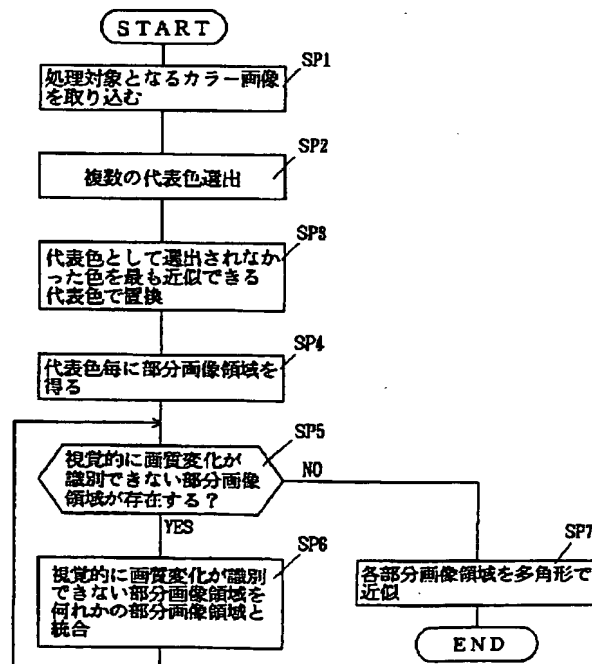 START
SP1
処理対象となるカラー画像
を取り込む
SP2
複数の代表色選出
SP3
代表色として選出されなか
った色を最も近似できる
代表色で置換
SP4
代表色毎に部分画像領域を
得る
SP5
視覚的に画質変化が
識別できない部分画像
領域が存在する?
NO
YES
SP6
視覚的に画質変化が識別
できない部分画像領域を
何れかの部分画像領域と
統合
SP7
各部分画像領域を多角形で
近似
END